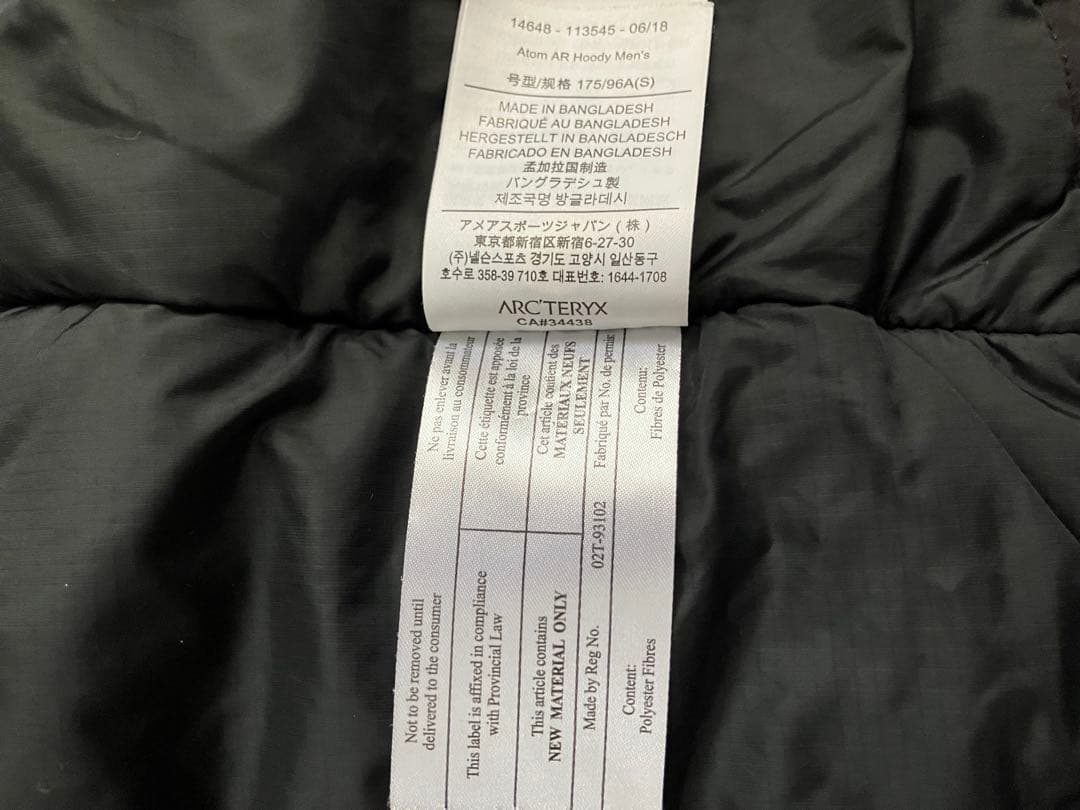 14648 - 113545 - 06/18
Atom AR Hoody Men's
号型/规格 175/96A(S)
MADE IN BANGLADESH
FABRIQUÉ AU BANGLADESH
HERGESTELLT IN BANGLADESCH
FABRICADO EN BANGLADESH
孟加拉国制造
バングラデシュ製
제조국명 방글라데시
アメアスポーツジャパン ( 株 )
東京都新宿区新宿6-27-30
(주)넬슨스포츠 경기도 고양시 일산동구
호수로 358-39 710호 대표번호: 1644-1708
ARC'TERYX
CA#34438
Ne pas enlever avant la
livraison au consommateur
Cette étiquette est apposée
conformément à la loi de la
province
Cet article contient des
MATÉRIAUX NEUFS
SEULEMENT
Fabriqué par No. de permis
Contenu:
Fibres de Polyester
02T-93102
Not to be removed until
delivered to the consumer
This label is affixed in compliance
with Provincial Law
This article contains
NEW MATERIAL ONLY
Made by Reg No.
Content:
Polyester Fibres